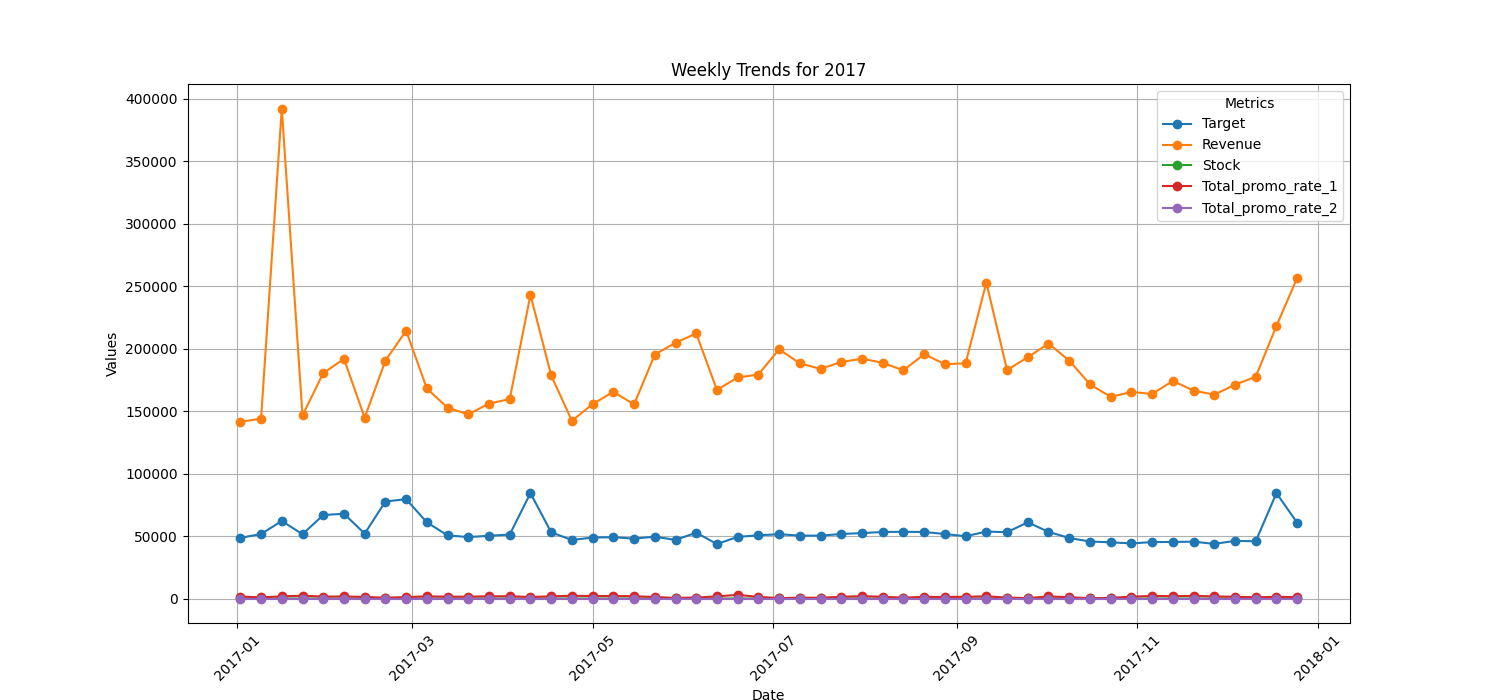 Weekly Trends for 2017
Metrics
Target
Revenue
Stock
Total_promo_rate_1
Total_promo_rate_2
Values
400000
350000
300000
250000
200000
150000
100000
50000
0
2017-01
2017-03
2017-05
2017-07
2017-09
2017-11
2018-01
Date